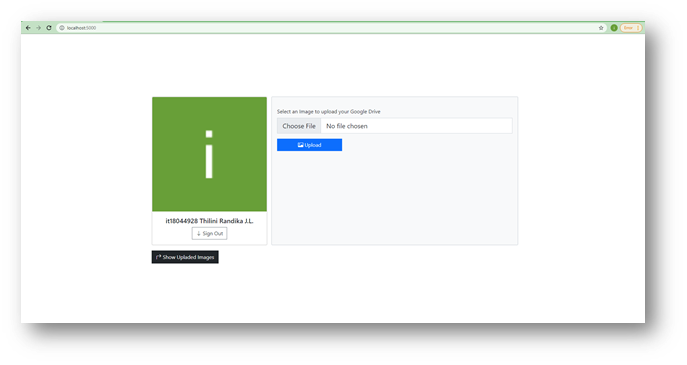 localhost:5000
i
Select an Image to upload your Google Drive
Choose File No file chosen
Upload
it18044928 Thilini Randika J.L.
Sign Out
Show Upladed Images